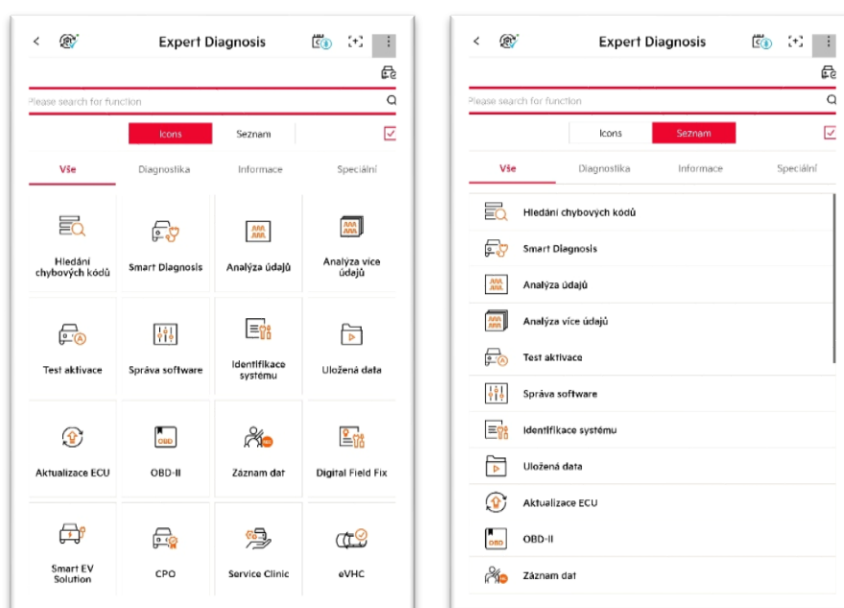 Expert Diagnosis
Please search for function
Icons
Seznam
Vše
Diagnostika
Informace
Speciální
Hledání
chybových kódů
Smart Diagnosis
Analýza údajů
Analýza více
údajů
Test aktivace
Správa software
Identifikace
systému
Uložená data
OBD
Aktualizace ECU
OBD-II
Záznam dat
Digital Field Fix
Smart EV
Solution
CPO
Service Clinic
eVHC
Expert Diagnosis
Please search for function
Icons
Seznam
Vše
Diagnostika
Informace
Speciální
Hledání chybových kódů
Smart Diagnosis
Analýza údajů
Analýza více údajů
Test aktivace
Správa software
Identifikace systému
Uložená data
Aktualizace ECU
OBD
OBD-II
Záznam dat